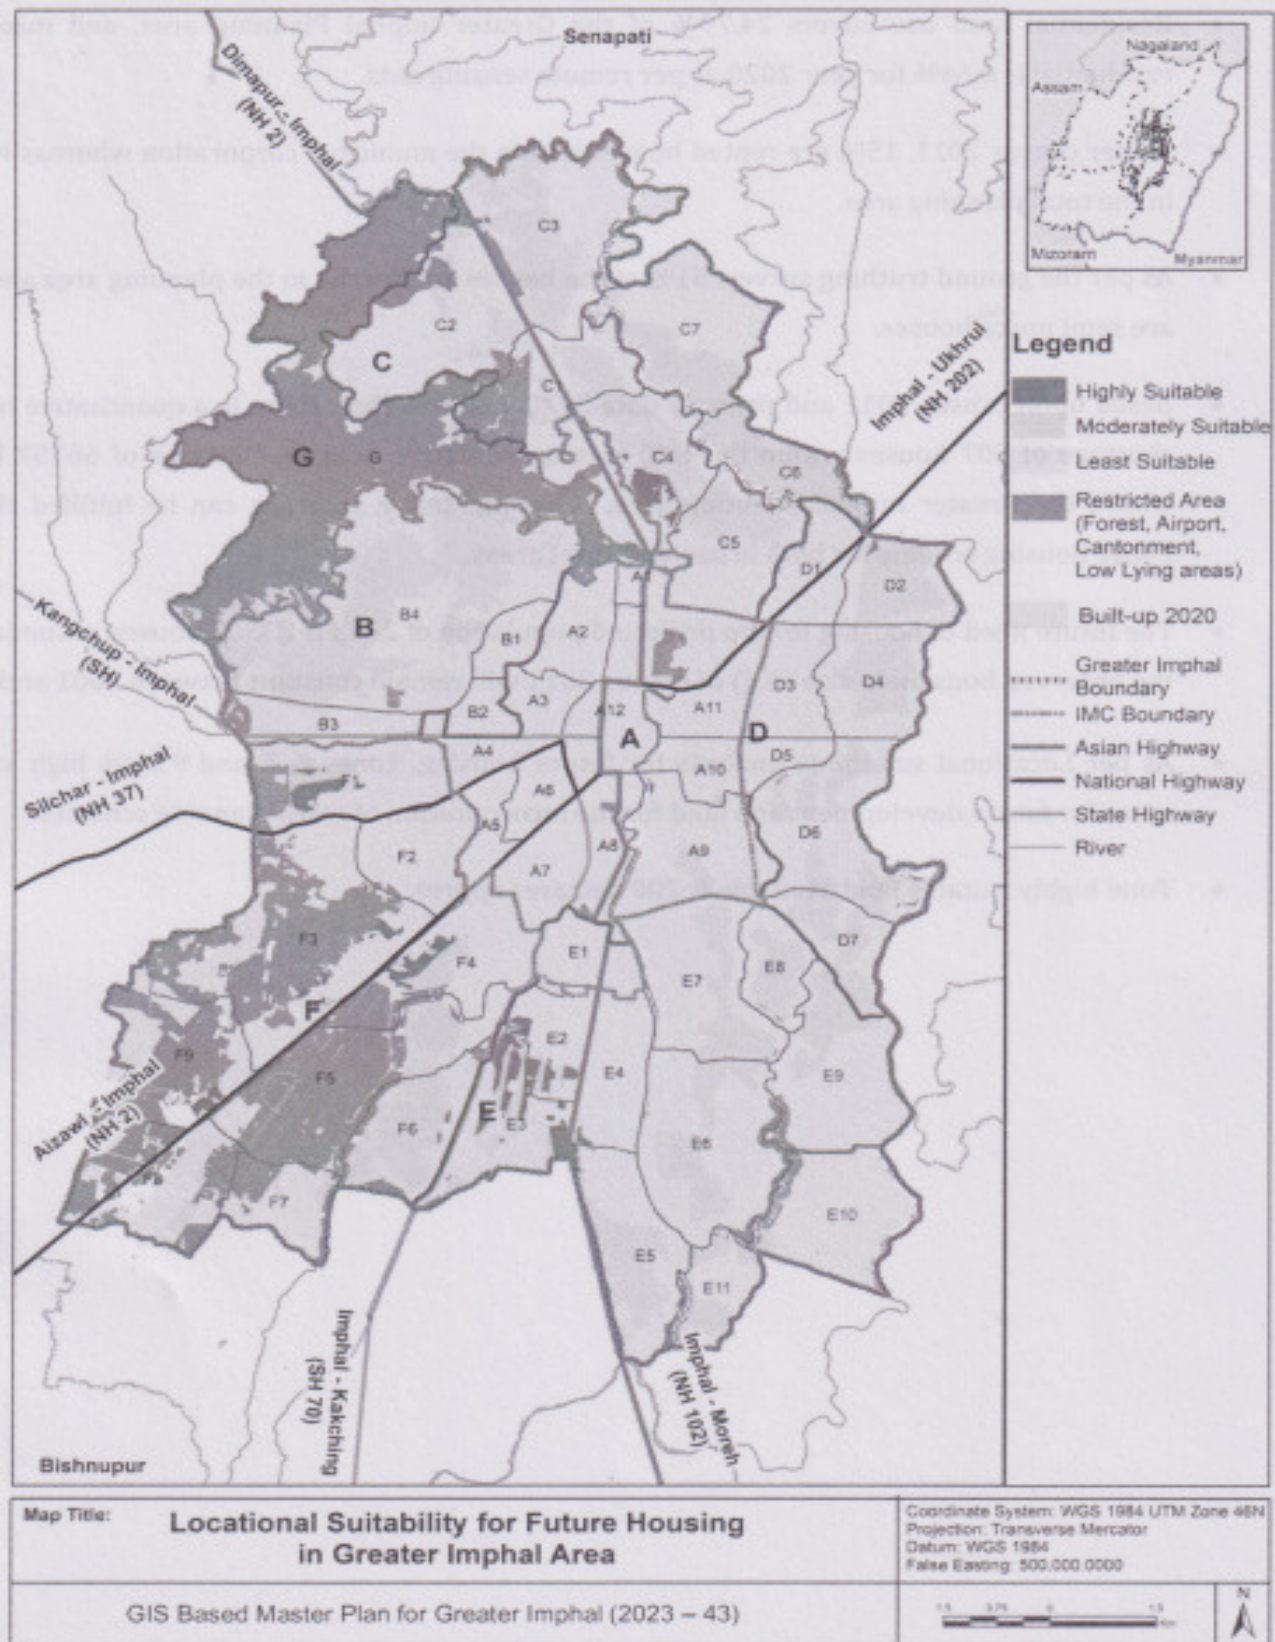 Senapati
Dimapur - Imphal
(NH 2)
Nagaland
Assam
Mizoram
Myanmar
C3
C2
C7
C
Imphal - Ukhrul
(NH 202)
Legend
Highly Suitable
Moderately Suitable
Least Suitable
Restricted Area
(Forest, Airport,
Cantonment,
Low Lying areas)
Built-up 2020
Greater Imphal
Boundary
IMC Boundary
Asian Highway
National Highway
State Highway
River
G
G
C4
C6
C5
D1
D2
Kangchup - Imphal
(SH)
B
B4
B1
A2
B3
B2
A3
A12
A
A11
D
D3
D4
Silchar - Imphal
(NH 37)
F1
A4
A6
A10
D5
A5
F2
A7
A8
A9
D6
F3
F4
E1
E7
E8
D7
F
E2
F9
F5
E4
E9
Aizawl - Imphal
(NH 2)
F6
E
E3
E6
F8
F7
E10
E5
E11
Imphal - Kakching
(SH 70)
Imphal - Moreh
(NH 102)
Bishnupur
Map Title:
Locational Suitability for Future Housing
in Greater Imphal Area
Coordinate System: WGS 1984 UTM Zone 46N
Projection: Transverse Mercator
Datum: WGS 1984
False Easting: 500,000.0000
GIS Based Master Plan for Greater Imphal (2023 – 43)
N